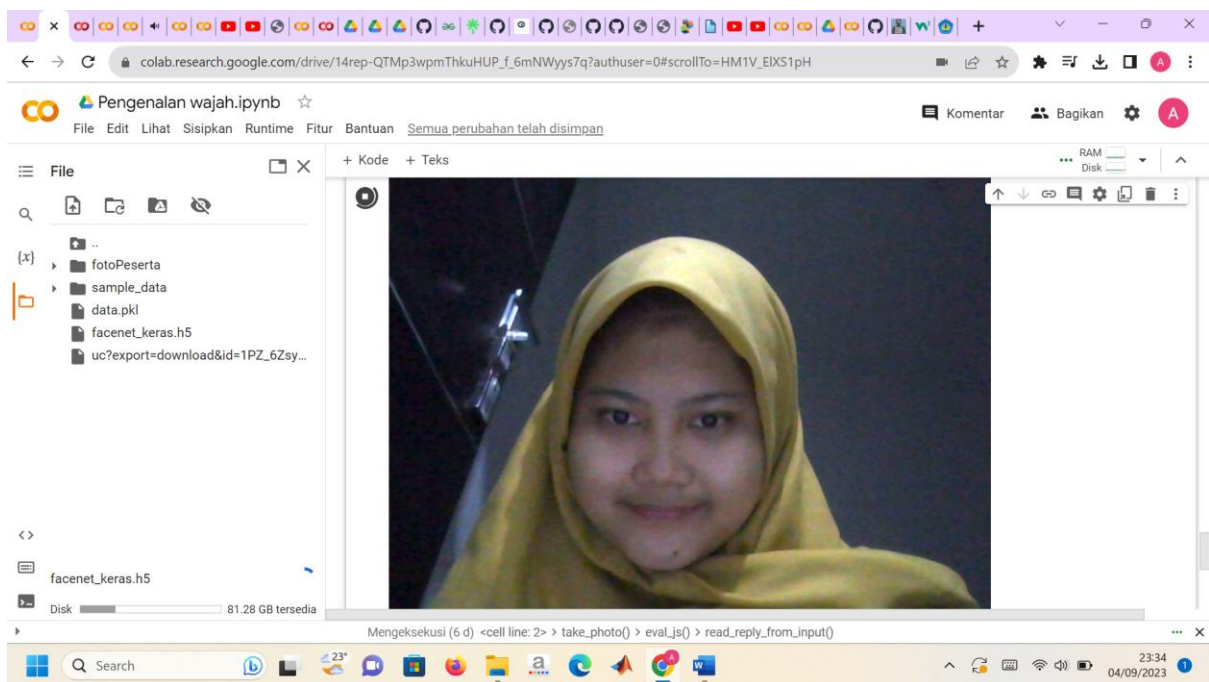 colab.research.google.com/drive/14rep-QTMp3wpmThkuHUP_f_6mNWyys7q?authuser=0#scrollTo=HM1V_ElXS1pH
A
Pengenalan wajah.ipynb
File Edit Lihat Sisipkan Runtime Fitur Bantuan Semua perubahan telah disimpan
Komentar
Bagikan
A
File
+ Kode + Teks
RAM
Disk
{x}
..
fotoPeserta
sample_data
data.pkl
facenet_keras.h5
uc?export=download&id=1PZ_6Zsy...
facenet_keras.h5
Disk 81.28 GB tersedia
Mengeksekusi (6 d) <cell line: 2> > take_photo() > eval_js() > read_reply_from_input()
Search
23°
23:34
04/09/2023
1